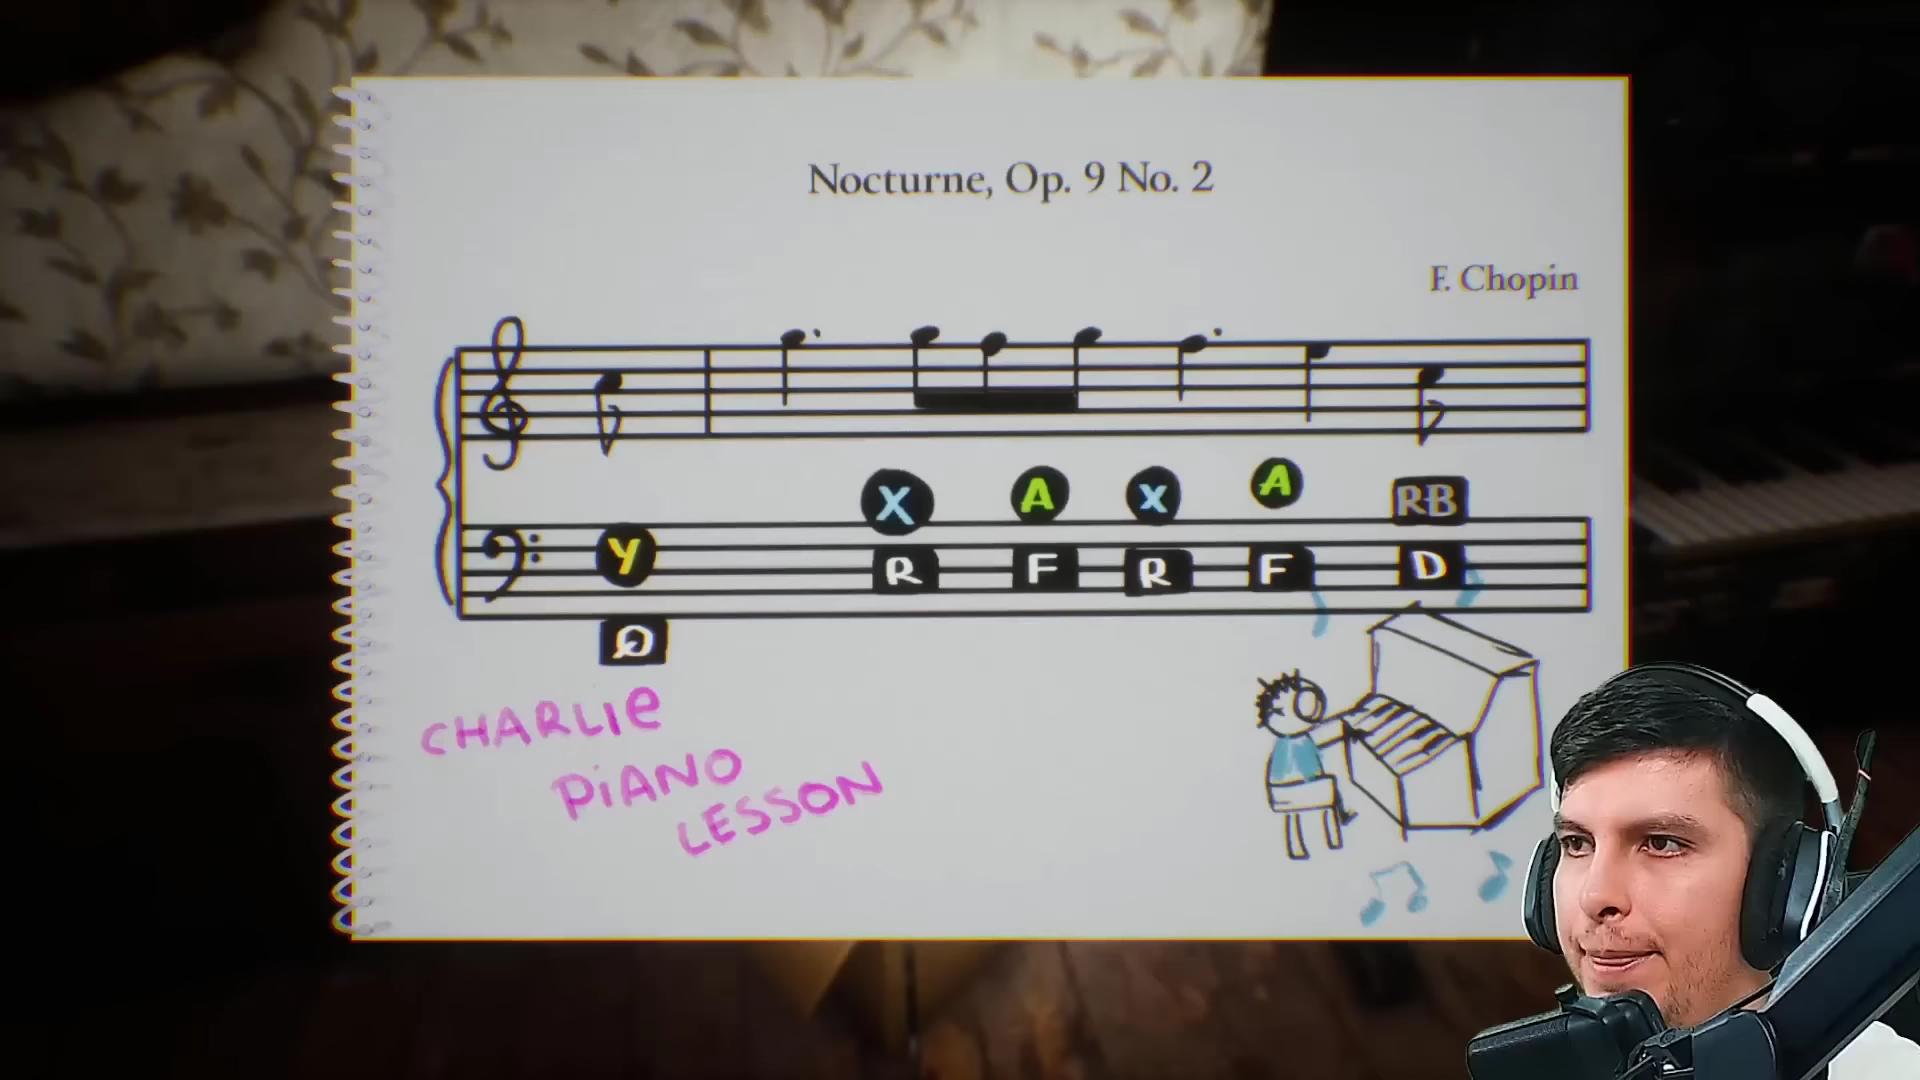 Nocturne, Op. 9 No. 2
F. Chopin
X A X A RB
Y R F R F D
Q
CHARLIE
PIANO
LESSON